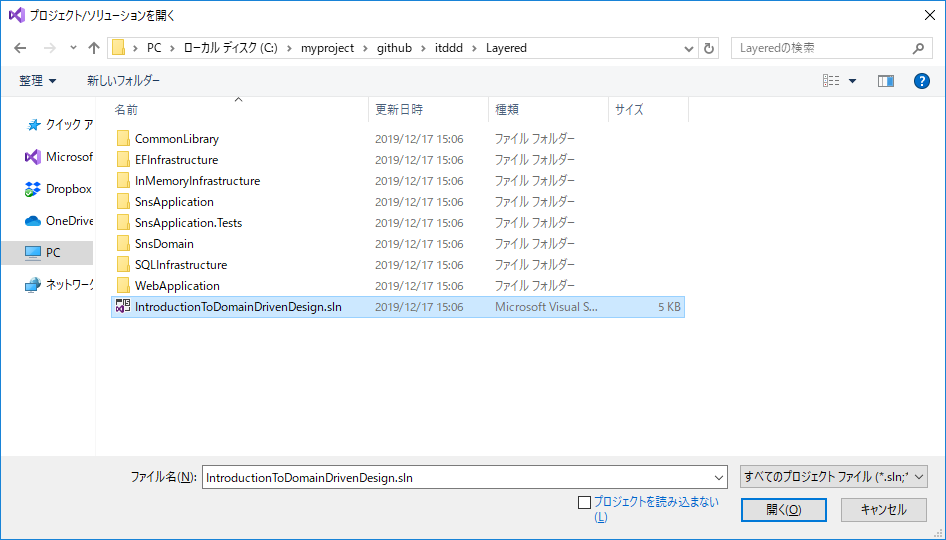 プロジェクト/ソリューションを開く
PC › ローカル ディスク (C:) › myproject › github › itddd › Layered
Layeredの検索
整理 新しいフォルダー
名前 更新日時 種類 サイズ
クイック ア
Microsof
Dropbox
OneDrive
PC
ネットワーク
CommonLibrary 2019/12/17 15:06 ファイル フォルダー
EFInfrastructure 2019/12/17 15:06 ファイル フォルダー
InMemoryInfrastructure 2019/12/17 15:06 ファイル フォルダー
SnsApplication 2019/12/17 15:06 ファイル フォルダー
SnsApplication.Tests 2019/12/17 15:06 ファイル フォルダー
SnsDomain 2019/12/17 15:06 ファイル フォルダー
SQLInfrastructure 2019/12/17 15:06 ファイル フォルダー
WebApplication 2019/12/17 15:06 ファイル フォルダー
IntroductionToDomainDrivenDesign.sln 2019/12/17 15:06 Microsoft Visual S... 5 KB
ファイル名(N): IntroductionToDomainDrivenDesign.sln
すべてのプロジェクト ファイル (*.sln;*
プロジェクトを読み込まない
(L)
開く(O) キャンセル